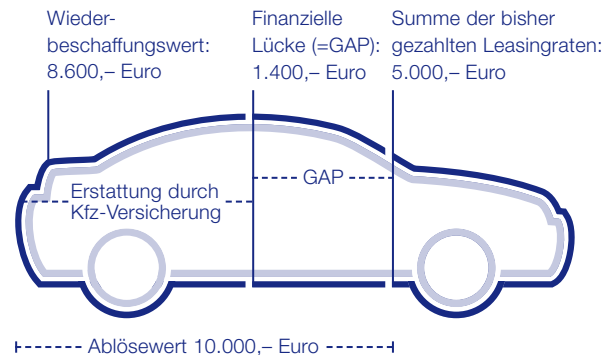 Wieder-
beschaffungswert:
8.600,– Euro
Finanzielle
Lücke (=GAP):
1.400,– Euro
Summe der bisher
gezahlten Leasingraten:
5.000,– Euro
Erstattung durch
Kfz-Versicherung
GAP
Ablösewert 10.000,– Euro